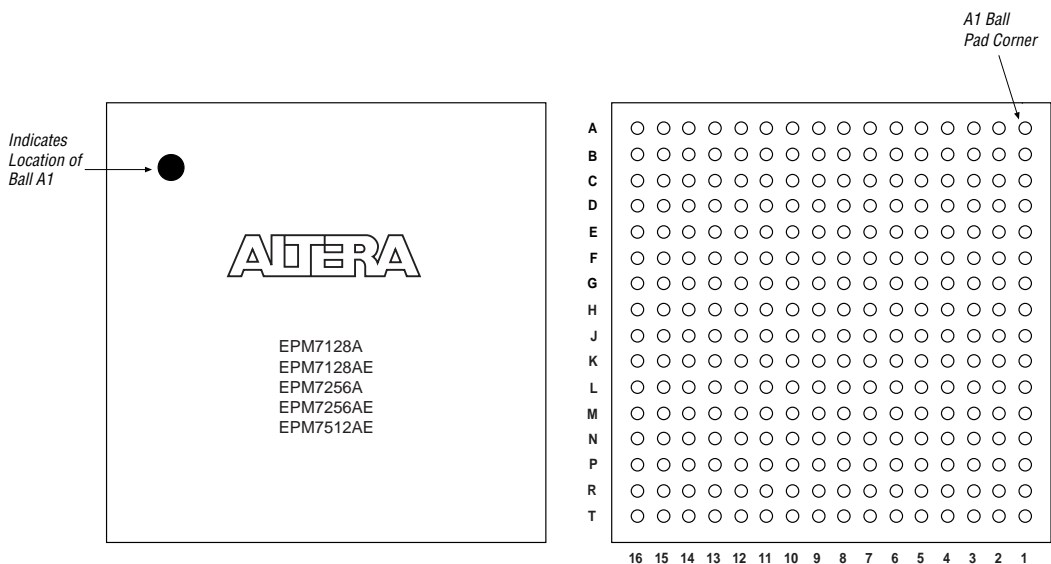 A1 Ball
Pad Corner
Indicates
Location of
Ball A1
ALTERA
EPM7128A
EPM7128AE
EPM7256A
EPM7256AE
EPM7512AE
A
B
C
D
E
F
G
H
J
K
L
M
N
P
R
T
16 15 14 13 12 11 10 9 8 7 6 5 4 3 2 1